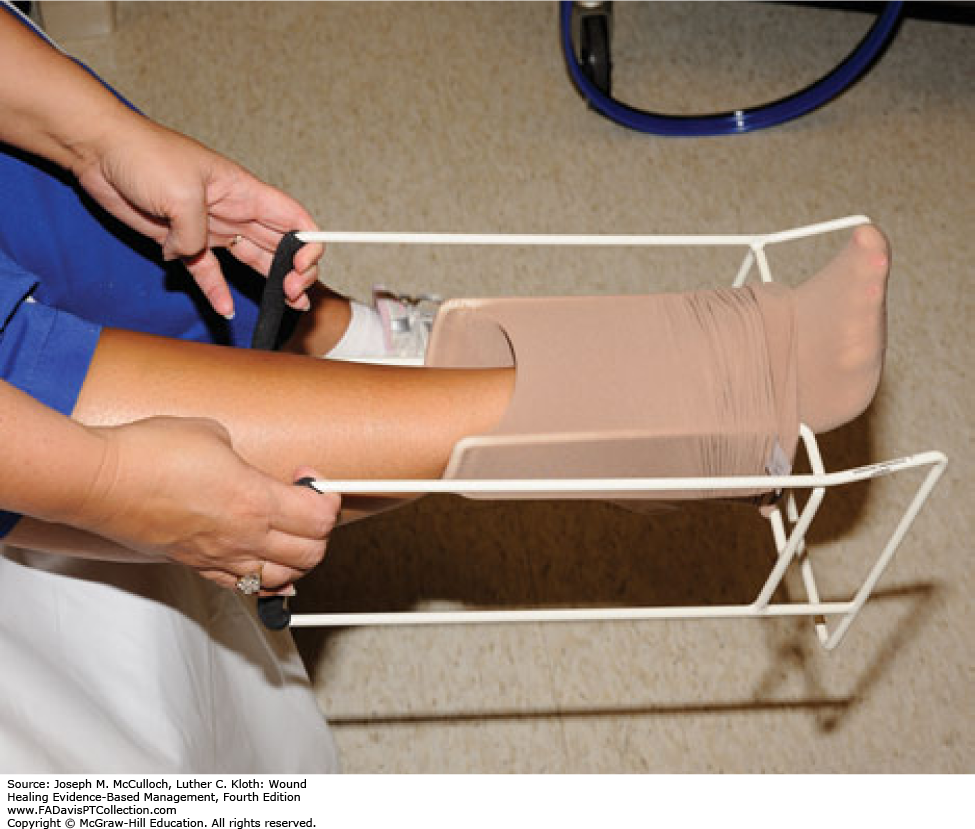 Source: Joseph M. McCulloch, Luther C. Kloth: Wound
Healing Evidence-Based Management, Fourth Edition
www.FADavisPTCollection.com
Copyright © McGraw-Hill Education. All rights reserved.